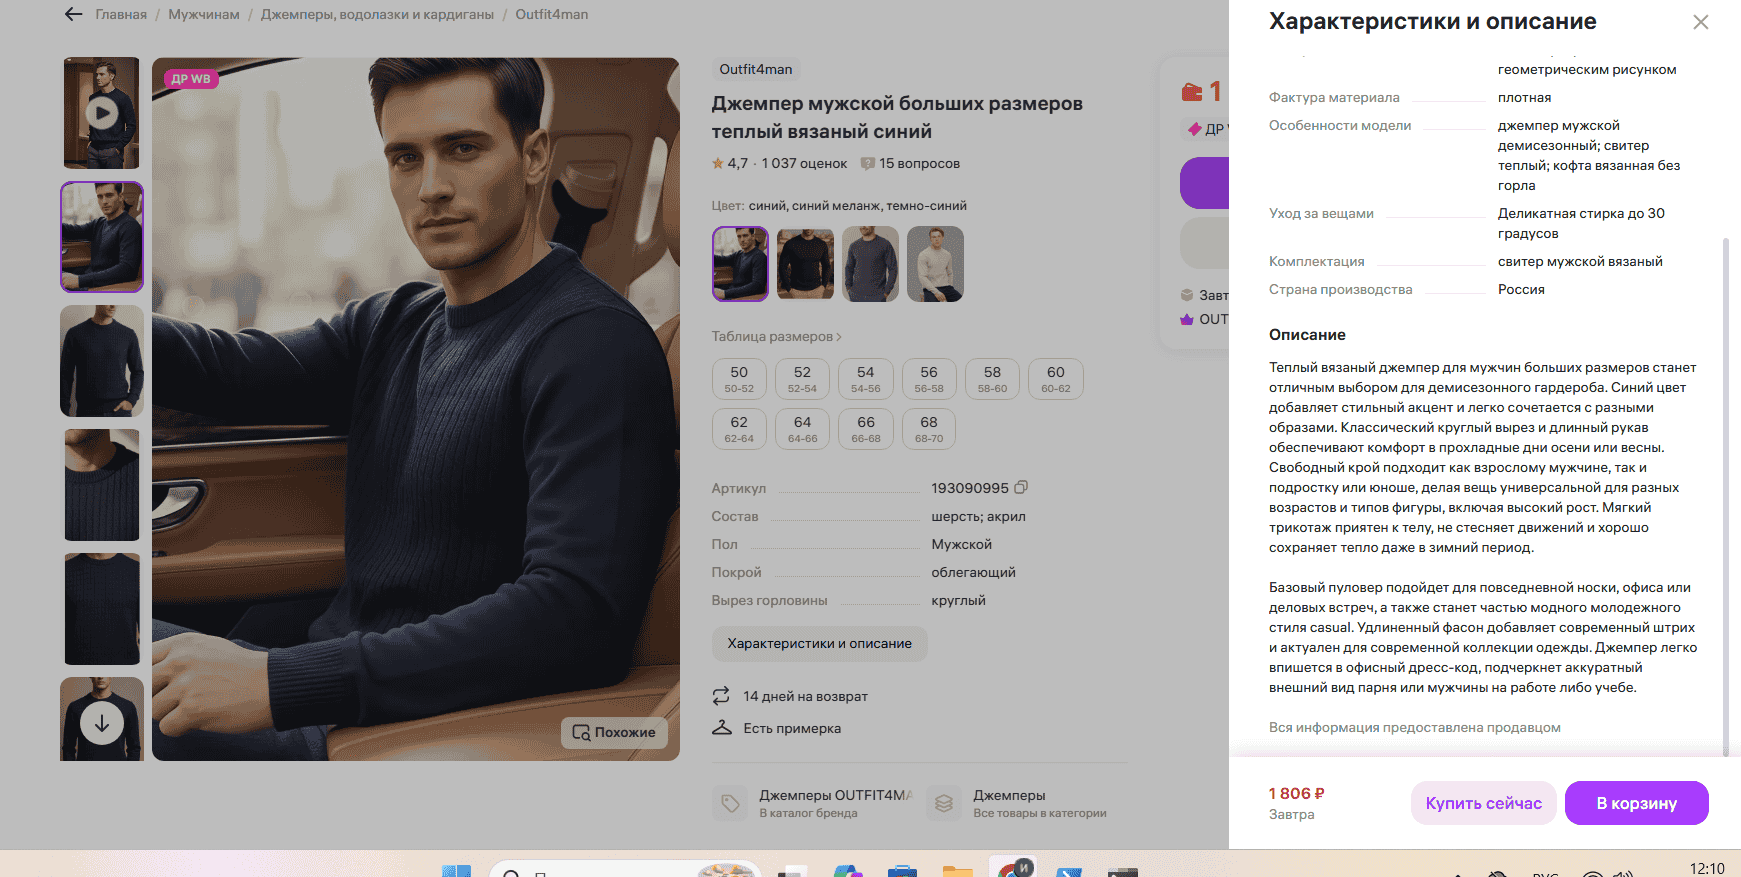 Главная / Мужчинам / Джемперы, водолазки и кардиганы / Outfit4man
ДР WB
Похожие
Outfit4man
Джемпер мужской больших размеров
теплый вязаный синий
4,7 · 1 037 оценок
15 вопросов
Цвет: синий, синий меланж, темно-синий
Таблица размеров
50
50-52
52
52-54
54
54-56
56
56-58
58
58-60
60
60-62
62
62-64
64
64-66
66
66-68
68
68-70
Артикул 193090995
Состав шерсть; акрил
Пол Мужской
Покрой облегающий
Вырез горловины круглый
Характеристики и описание
14 дней на возврат
Есть примерка
Джемперы OUTFIT4MA
В каталог бренда
Джемперы
Все товары в категории
1
ДР
Завт
OUT
Характеристики и описание
геометрическим рисунком
Фактура материала плотная
Особенности модели джемпер мужской
демисезонный; свитер
теплый; кофта вязанная без
горла
Уход за вещами Деликатная стирка до 30
градусов
Комплектация свитер мужской вязаный
Страна производства Россия
Описание
Теплый вязаный джемпер для мужчин больших размеров станет
отличным выбором для демисезонного гардероба. Синий цвет
добавляет стильный акцент и легко сочетается с разными
образами. Классический круглый вырез и длинный рукав
обеспечивают комфорт в прохладные дни осени или весны.
Свободный крой подходит как взрослому мужчине, так и
подростку или юноше, делая вещь универсальной для разных
возрастов и типов фигуры, включая высокий рост. Мягкий
трикотаж приятен к телу, не стесняет движений и хорошо
сохраняет тепло даже в зимний период.
Базовый пуловер подойдет для повседневной носки, офиса или
деловых встреч, а также станет частью модного молодежного
стиля casual. Удлиненный фасон добавляет современный штрих
и актуален для современной коллекции одежды. Джемпер легко
впишется в офисный дресс-код, подчеркнет аккуратный
внешний вид парня или мужчины на работе либо учебе.
Вся информация предоставлена продавцом
1 806 ₽
Завтра
Купить сейчас
В корзину
И
РУС
12:10